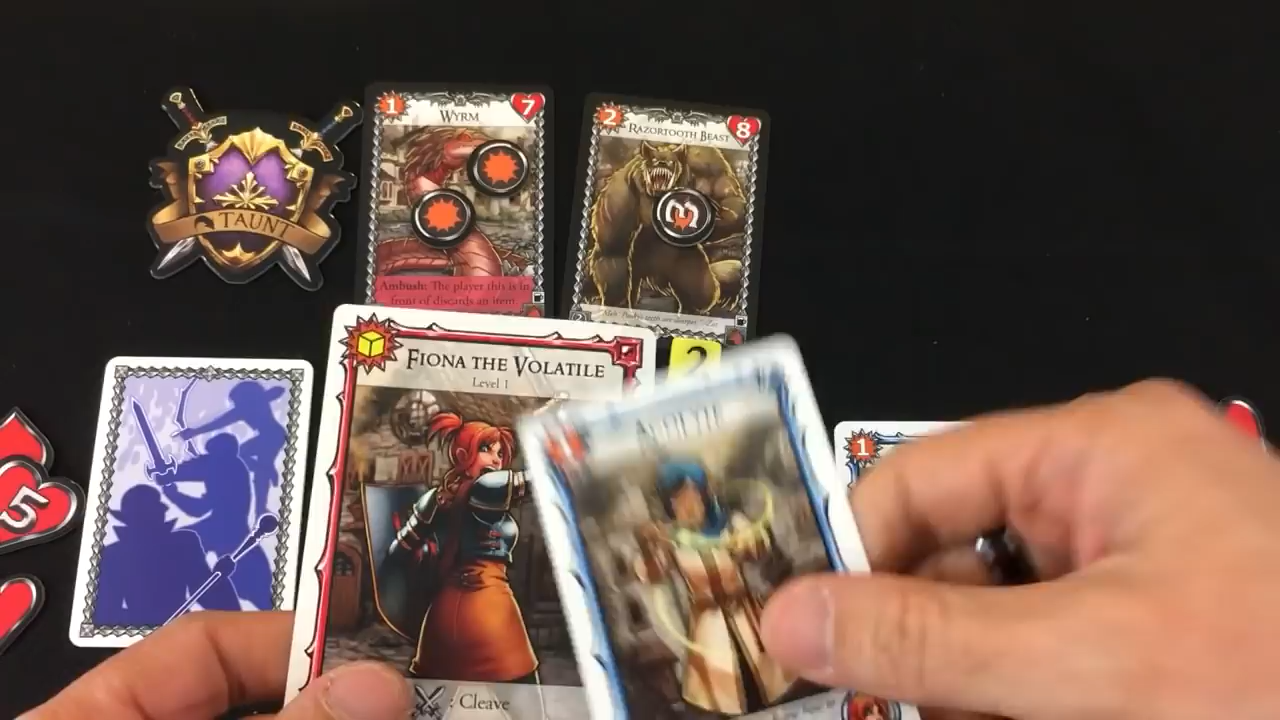 TAUNT
1
WYRM
7
Ambush: The player this is in
front of discards an item.
2
RAZORTOOTH BEAST
8
2
5
FIONA THE VOLATILE
Level 1
: Cleave
1